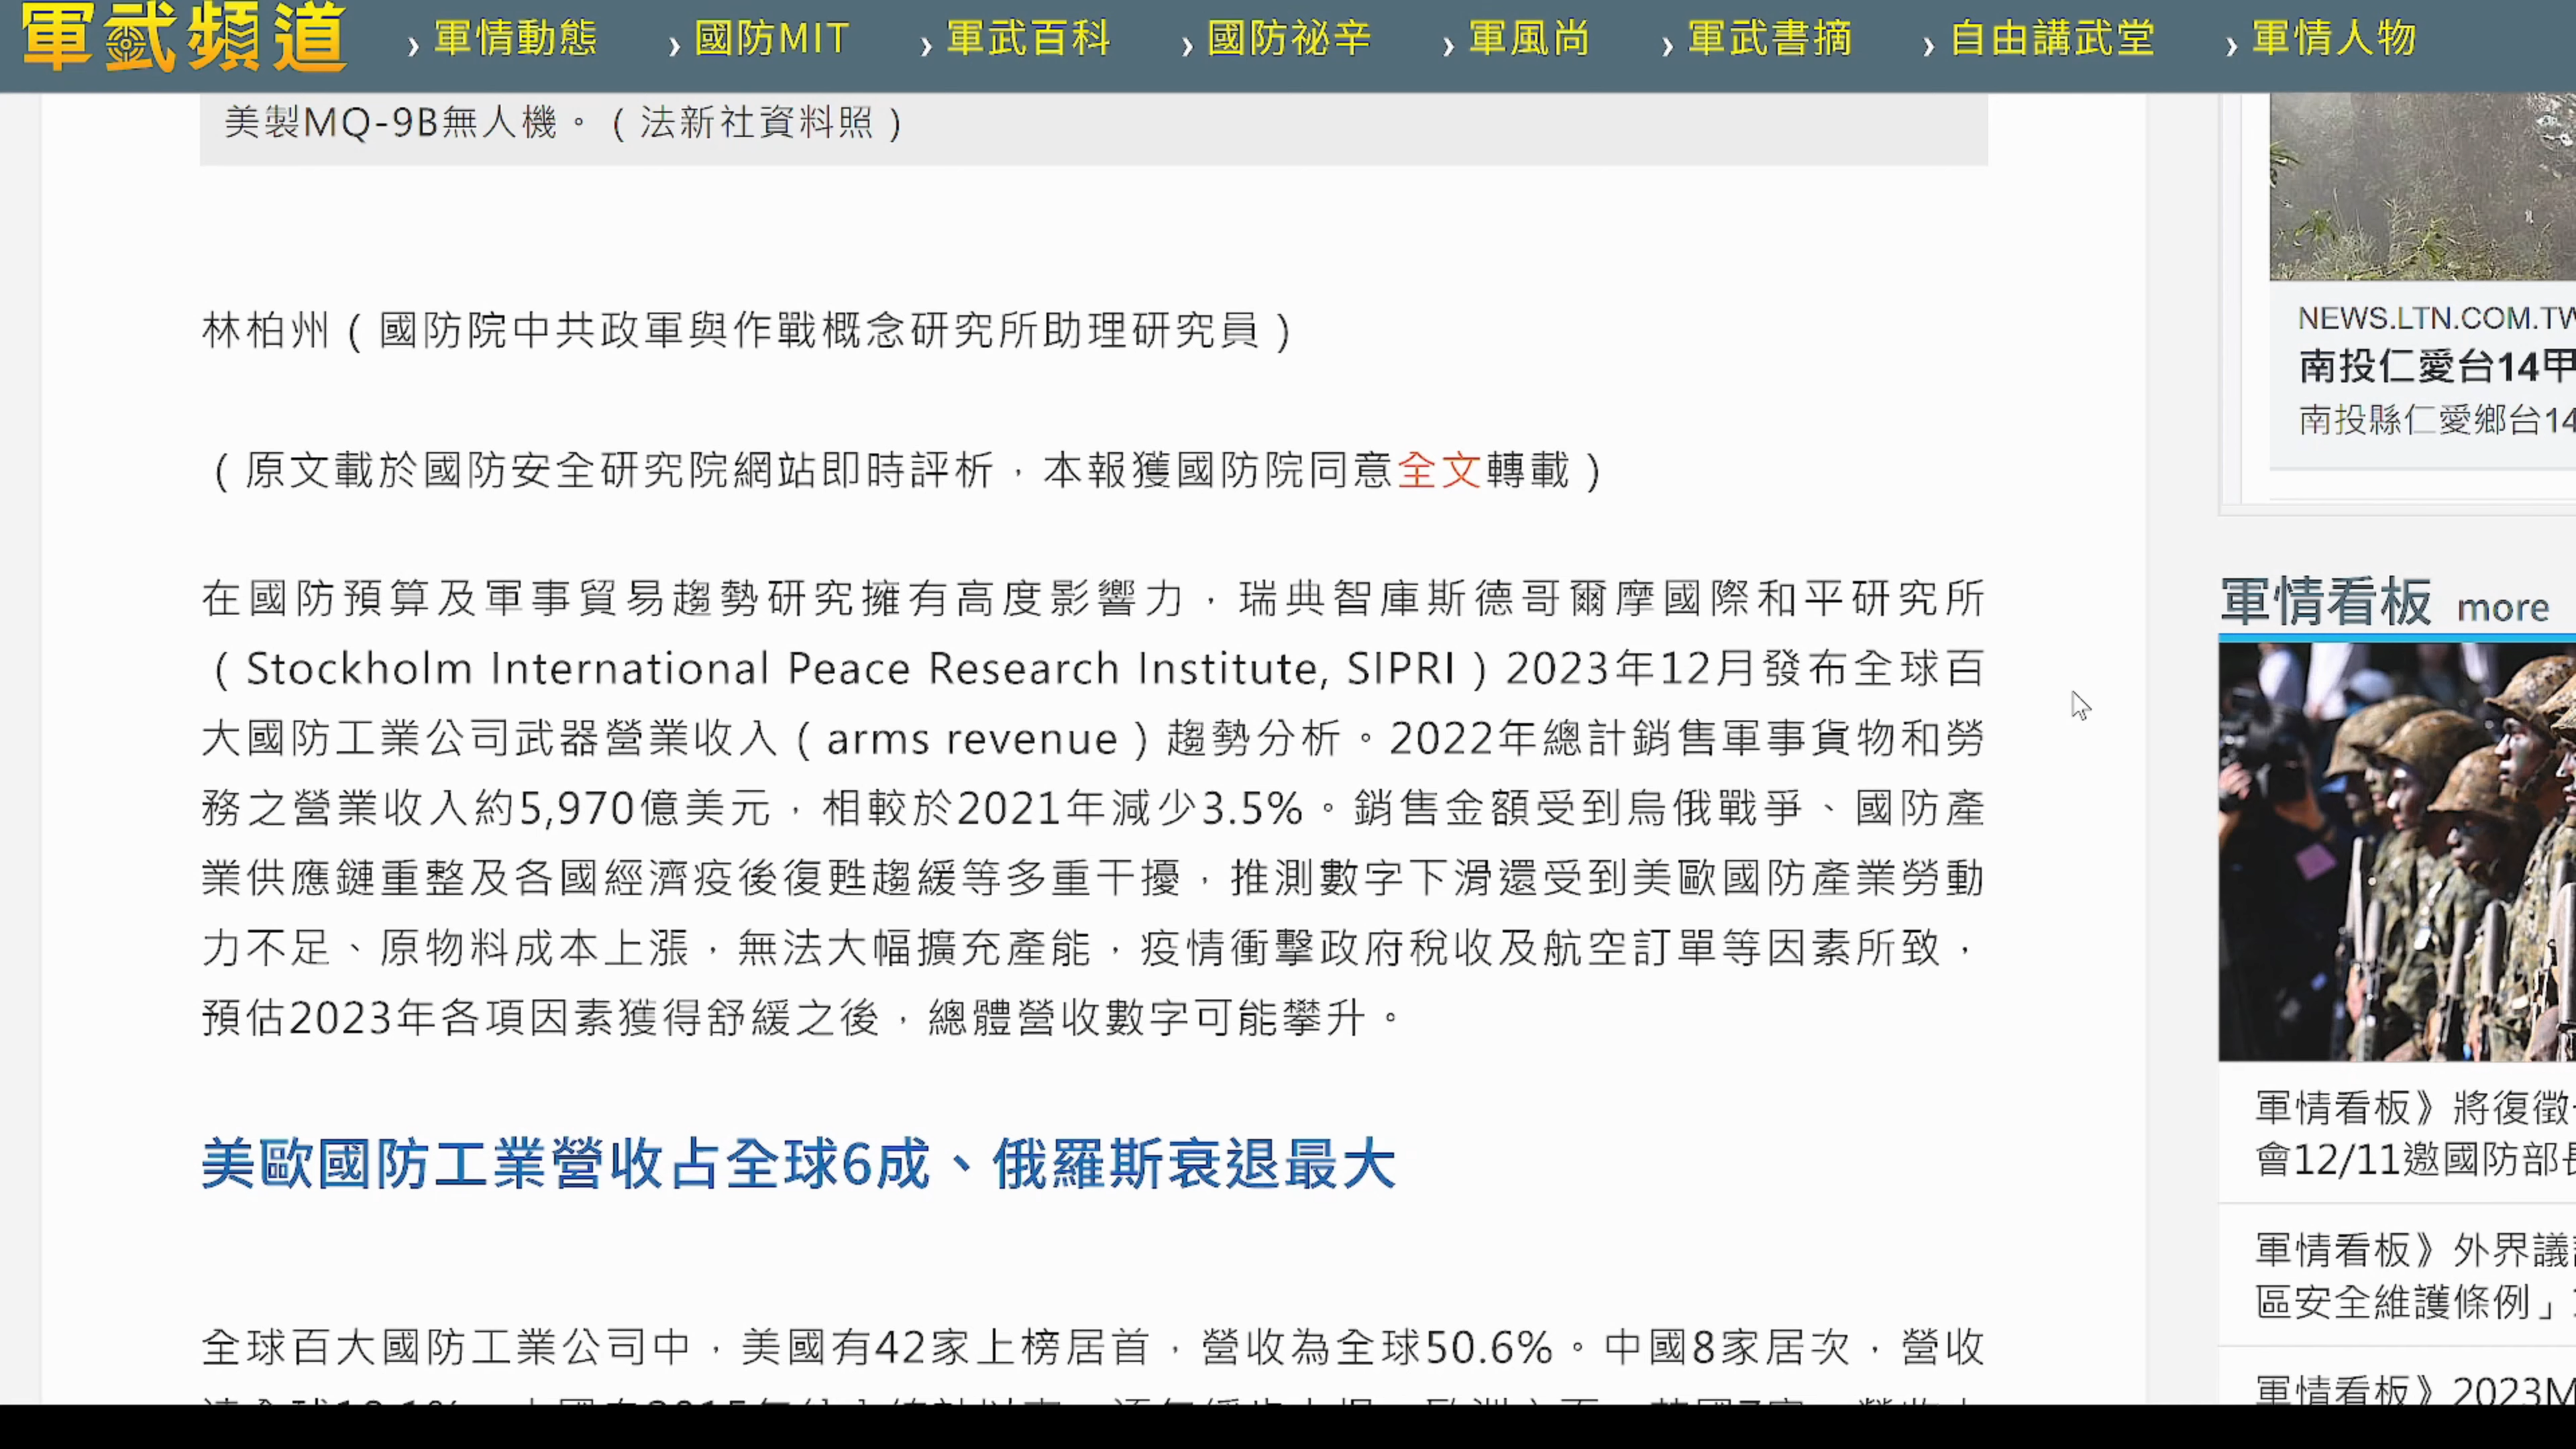 軍武頻道 › 軍情動態 › 國防MIT › 軍武百科 › 國防祕辛 › 軍風尚 › 軍武書摘 › 自由講武堂 › 軍情人物
美製MQ-9B無人機。(法新社資料照)
林柏州(國防院中共政軍與作戰概念研究所助理研究員)
(原文載於國防安全研究院網站即時評析,本報獲國防院同意全文轉載)
在國防預算及軍事貿易趨勢研究擁有高度影響力,瑞典智庫斯德哥爾摩國際和平研究所
(Stockholm International Peace Research Institute, SIPRI)2023年12月發布全球百
大國防工業公司武器營業收入(arms revenue)趨勢分析。2022年總計銷售軍事貨物和勞
務之營業收入約5,970億美元,相較於2021年減少3.5%。銷售金額受到烏俄戰爭、國防產
業供應鏈重整及各國經濟疫後復甦趨緩等多重干擾,推測數字下滑還受到美歐國防產業勞動
力不足、原物料成本上漲,無法大幅擴充產能,疫情衝擊政府稅收及航空訂單等因素所致,
預估2023年各項因素獲得舒緩之後,總體營收數字可能攀升。
美歐國防工業營收占全球6成、俄羅斯衰退最大
全球百大國防工業公司中,美國有42家上榜居首,營收為全球50.6%。中國8家居次,營收
NEWS.LTN.COM.TW
南投仁愛台14甲
南投縣仁愛鄉台14
軍情看板 more
軍情看板》將復徵
會12/11邀國防部長
軍情看板》外界議
區安全維護條例」
軍情看板》2023M